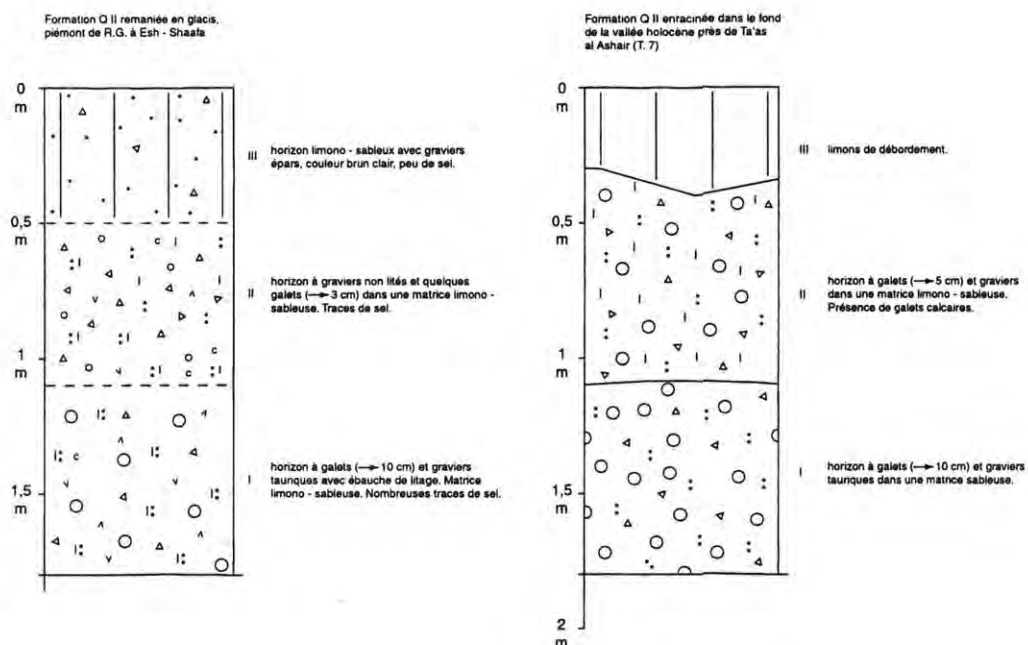 Formation Q II remaniée en glacis,
piémont de R.G. à Esh - Shaafa
0
m
0,5
m
1
m
1,5
m
III horizon limono - sableux avec graviers
épars, couleur brun clair, peu de sel.
II horizon à graviers non lités et quelques
galets (→ 3 cm) dans une matrice limono -
sableuse. Traces de sel.
I horizon à galets (→ 10 cm) et graviers
tauriques avec ébauche de litage. Matrice
limono - sableuse. Nombreuses traces de sel.
Formation Q II enracinée dans le fond
de la vallée holocène près de Ta'as
al Ashair (T. 7)
0
m
0,5
m
1
m
1,5
m
2
m
III limons de débordement.
II horizon à galets (→ 5 cm) et graviers
dans une matrice limono - sableuse.
Présence de galets calcaires.
I horizon à galets (→ 10 cm) et graviers
tauriques dans une matrice sableuse.